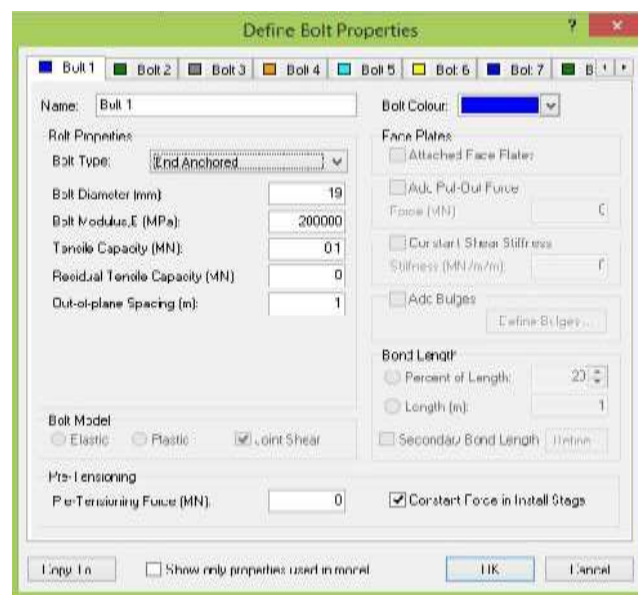 Define Bolt Properties ?
Bolt 1 Bolt 2 Bolt 3 Bolt 4 Bolt 5 Bolt 6 Bolt 7 B
Name: Bolt 1 Bolt Colour:
Bolt Properties
Bolt Type: End Anchored
Bolt Diameter (mm) 19
Bolt Modulus,E (MPa): 200000
Tensile Capacity (MN): 0.1
Residual Tensile Capacity (MN) 0
Out-of-plane Spacing (m): 1
Bolt Model
Elastic Plastic Joint Shear
Face Plates
Attached Face Plates
Add Pull-Out Force
Force (MN) 0
Constant Shear Stiffness
Stiffness (MN/m/m): 
Add Bulges
Define Bulges...
Bond Length
Percent of Length: 20
Length (m): 1
Secondary Bond Length Define
Pre-Tensioning
Pre-Tensioning Force (MN): 0 Constant Force in Install Stage
Copy To Show only properties used in model OK Cancel